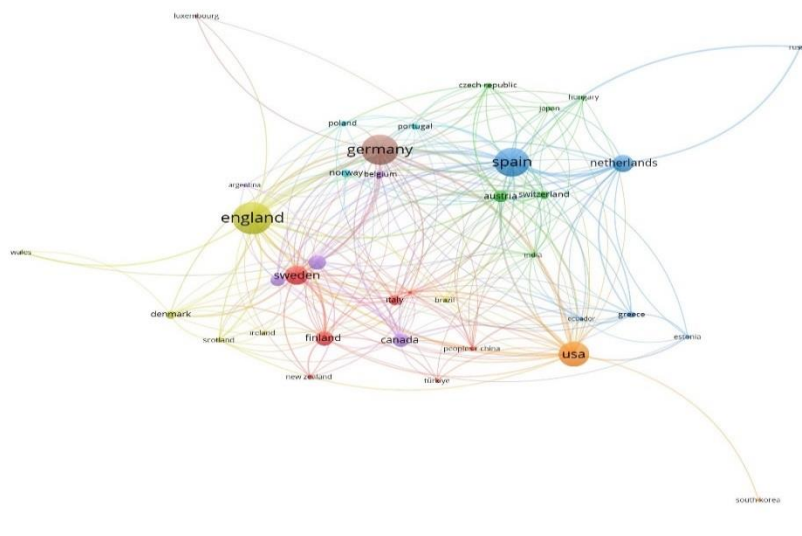 luxembourg
czech republic
hungary
japan
poland
portugal
germany
spain
netherlands
norway
belgium
argentina
austria
switzerland
england
wales
india
sweden
italy
brazil
denmark
ecuador
greece
scotland
ireland
finland
canada
usa
estonia
peoples r china
new zealand
türkiye
south korea